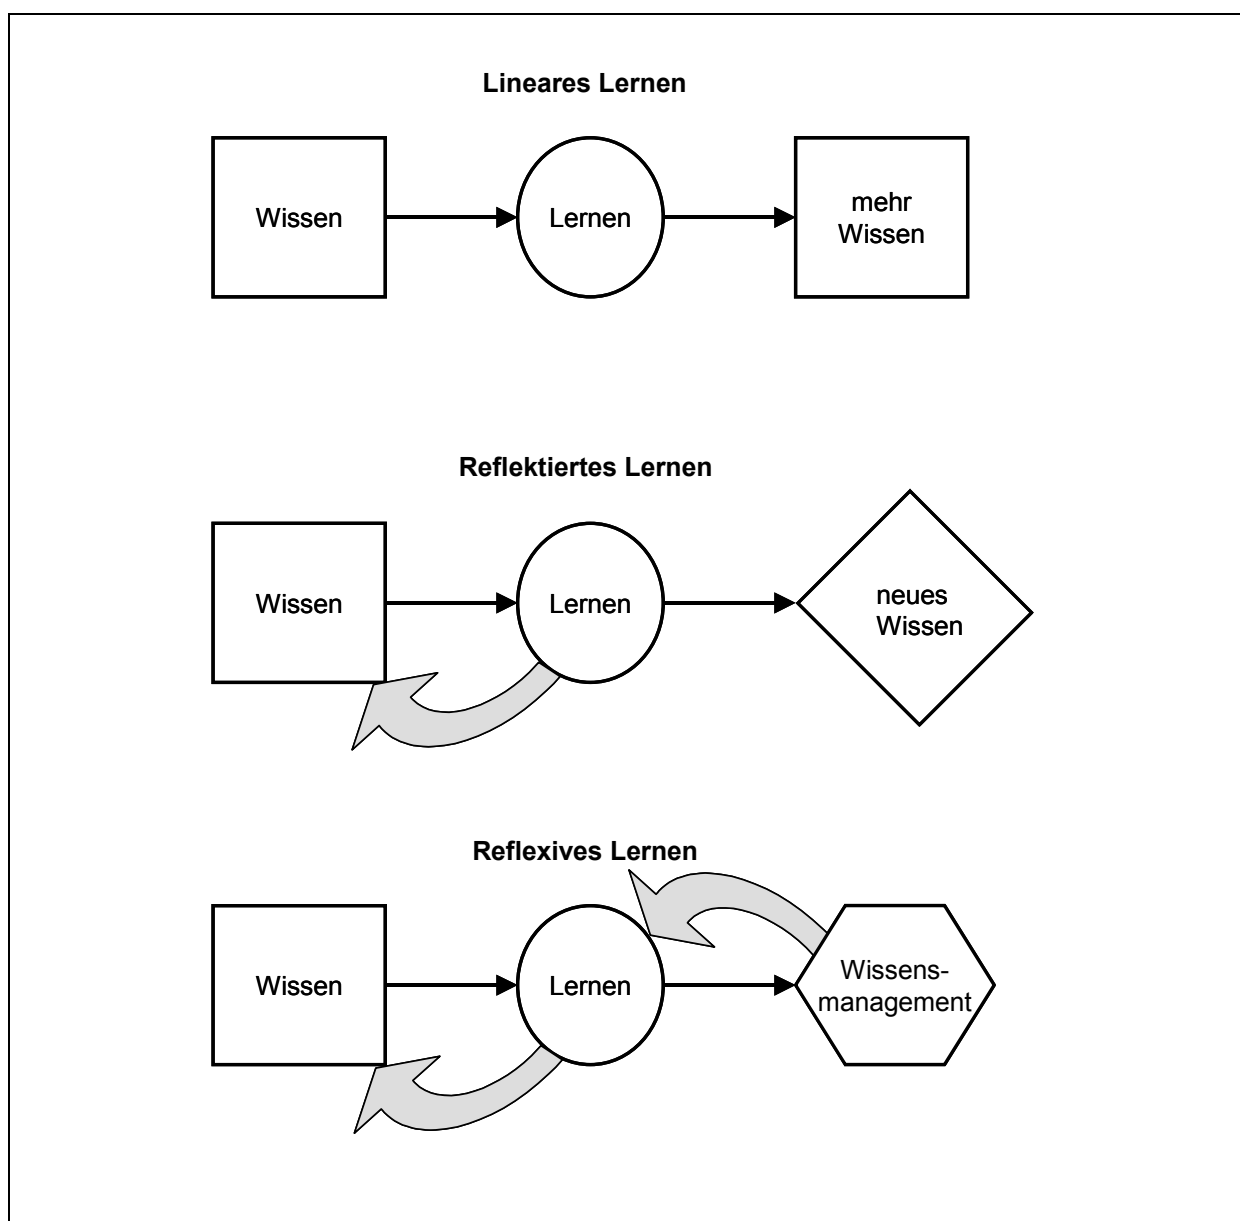 Lineares Lernen
Wissen
Lernen
mehr
Wissen
Reflektiertes Lernen
Wissen
Lernen
neues
Wissen
Reflexives Lernen
Wissen
Lernen
Wissens-
management